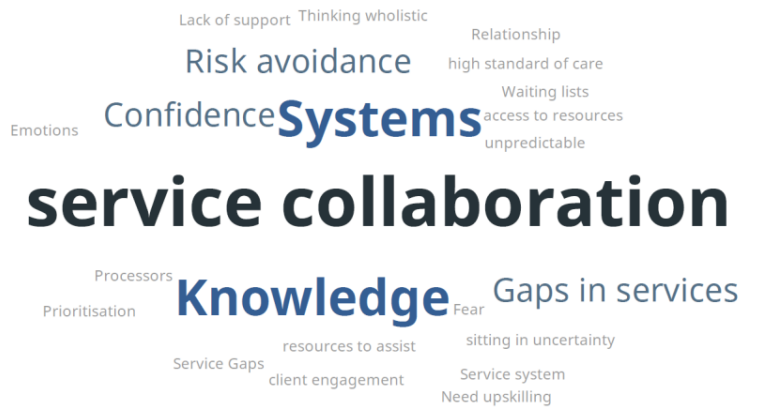 Lack of support
Thinking wholistic
Relationship
Risk avoidance
high standard of care
Waiting lists
Confidence
Systems
access to resources
Emotions
unpredictable
service collaboration
Processors
Knowledge
Gaps in services
Prioritisation
Fear
resources to assist
sitting in uncertainty
Service Gaps
client engagement
Service system
Need upskilling